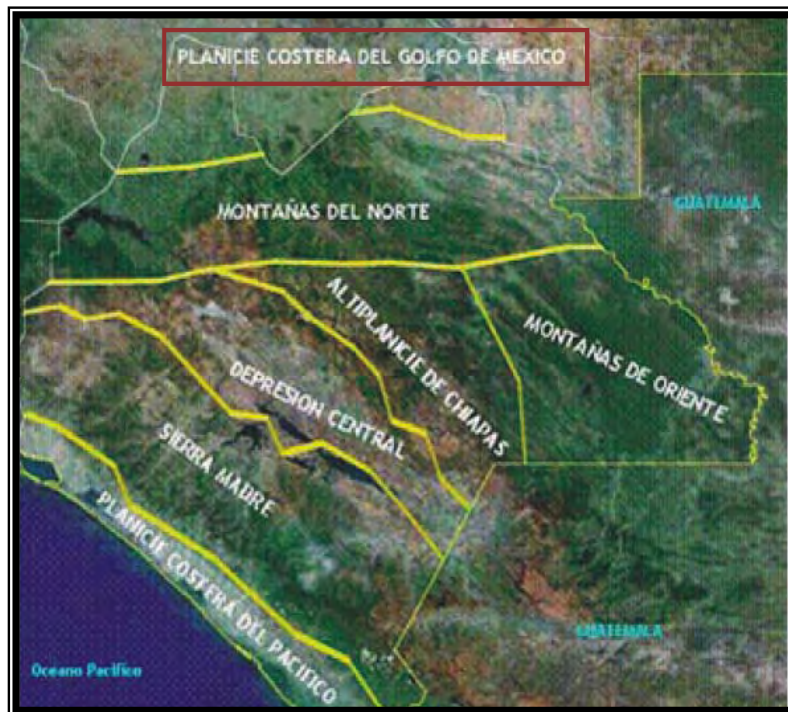 PLANICIE COSTERA DEL GOLFO DE MEXICO
GUATEMALA
MONTAÑAS DEL NORTE
ALTIPLANICIE DE CHIAPAS
MONTAÑAS DE ORIENTE
DEPRESION CENTRAL
SIERRA MADRE
PLANICIE COSTERA DEL PACIFICO
GUATEMALA
Oceano Pacífico